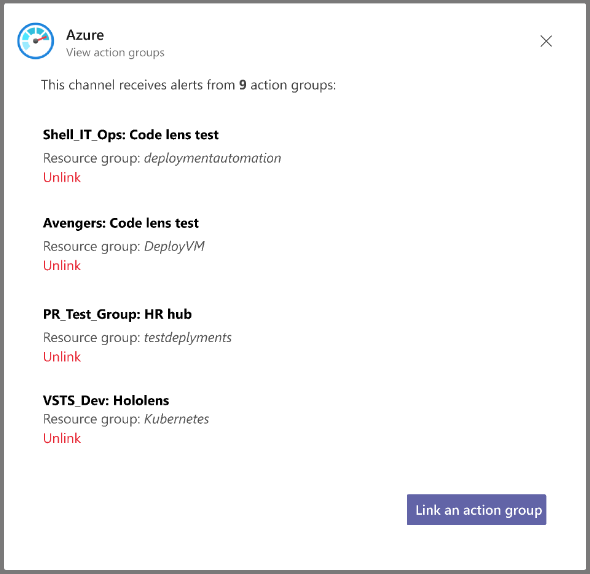 Azure
View action groups
This channel receives alerts from 9 action groups:
Shell_IT_Ops: Code lens test
Resource group: deploymentautomation
Unlink
Avengers: Code lens test
Resource group: DeployVM
Unlink
PR_Test_Group: HR hub
Resource group: testdeplyments
Unlink
VSTS_Dev: Hololens
Resource group: Kubernetes
Unlink
Link an action group